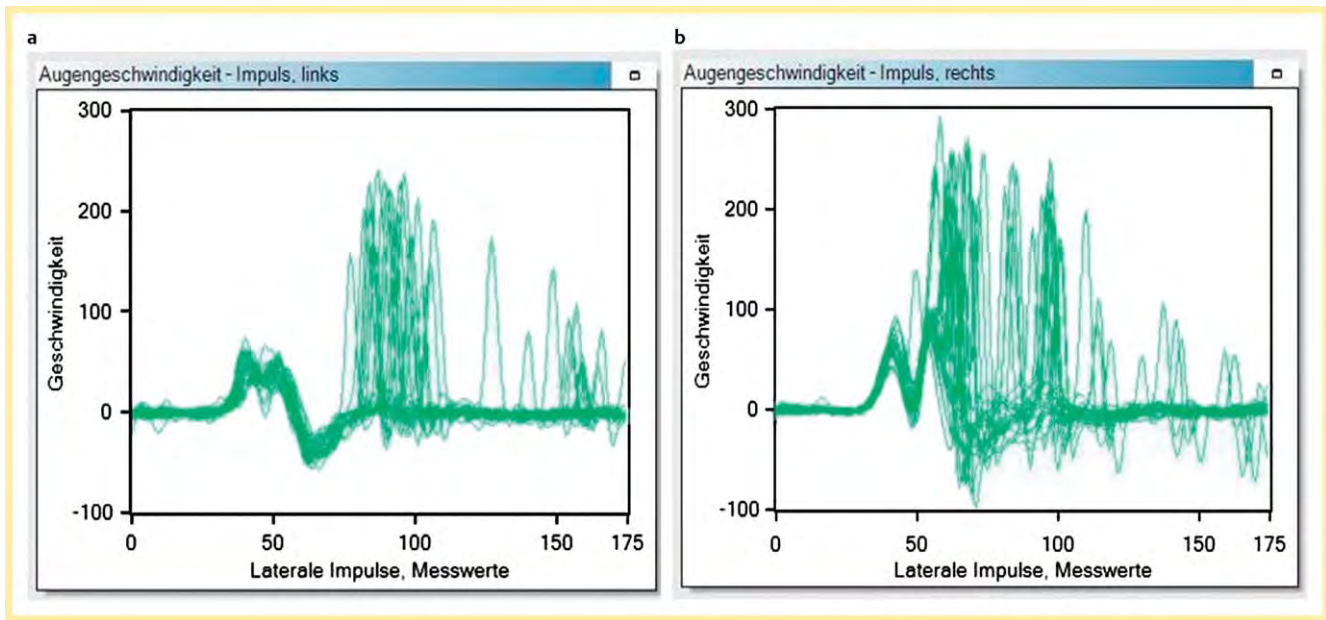 a
Augengeschwindigkeit - Impuls, links
300
200
100
0
-100
Geschwindigkeit
0 50 100 150 175
Laterale Impulse, Messwerte
b
Augengeschwindigkeit - Impuls, rechts
300
200
100
0
-100
Geschwindigkeit
0 50 100 150 175
Laterale Impulse, Messwerte